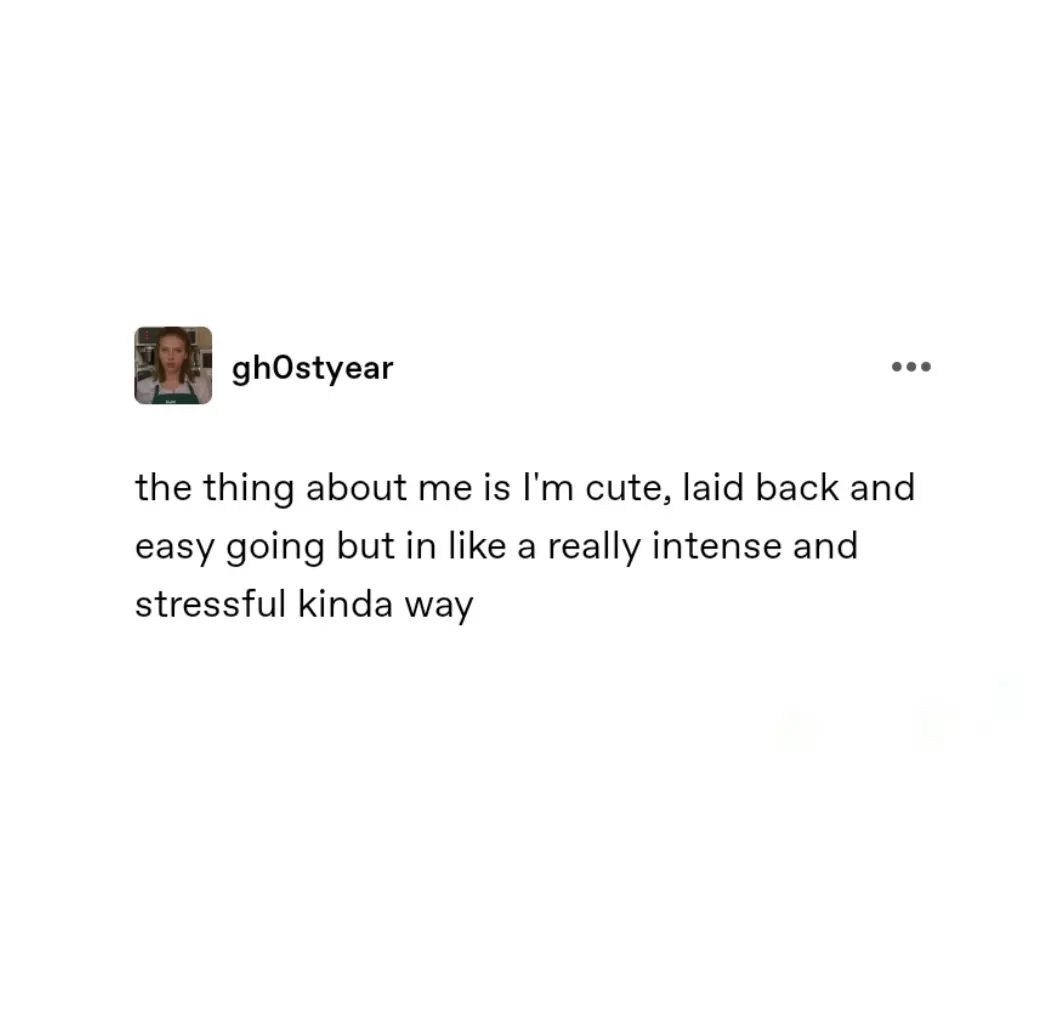 gh0styear
the thing about me is I'm cute, laid back and
easy going but in like a really intense and
stressful kinda way